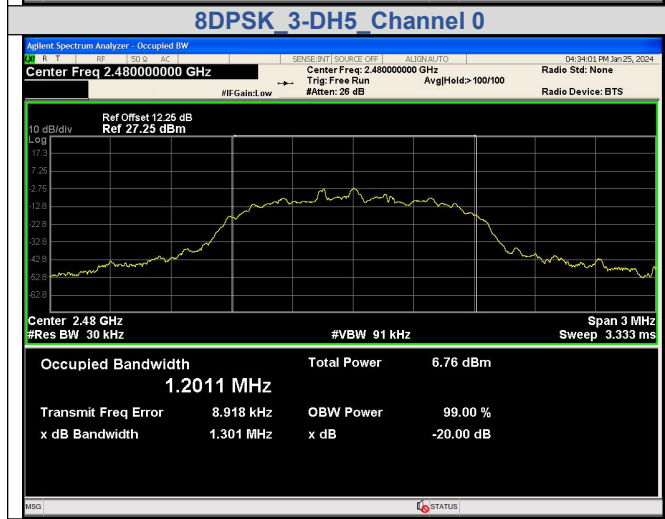 8DPSK_3-DH5_Channel 0
Agilent Spectrum Analyzer - Occupied BW
R T RF 50 Ω AC SENSE:INT SOURCE OFF ALIGN AUTO 04:34:01 PM Jan 25, 2024
Center Freq 2.480000000 GHz Center Freq: 2.480000000 GHz Radio Std: None
Trig: Free Run Avg|Hold:>100/100
#IFGain:Low #Atten: 26 dB Radio Device: BTS
Ref Offset 12.25 dB
10 dB/div Ref 27.25 dBm
Log
17.3
7.25
-2.75
-12.8
-22.8
-32.8
-42.8
-52.8
-62.8
Center 2.48 GHz Span 3 MHz
#Res BW 30 kHz #VBW 91 kHz Sweep 3.333 ms
Occupied Bandwidth Total Power 6.76 dBm
1.2011 MHz
Transmit Freq Error 8.918 kHz OBW Power 99.00 %
x dB Bandwidth 1.301 MHz x dB -20.00 dB
MSG STATUS